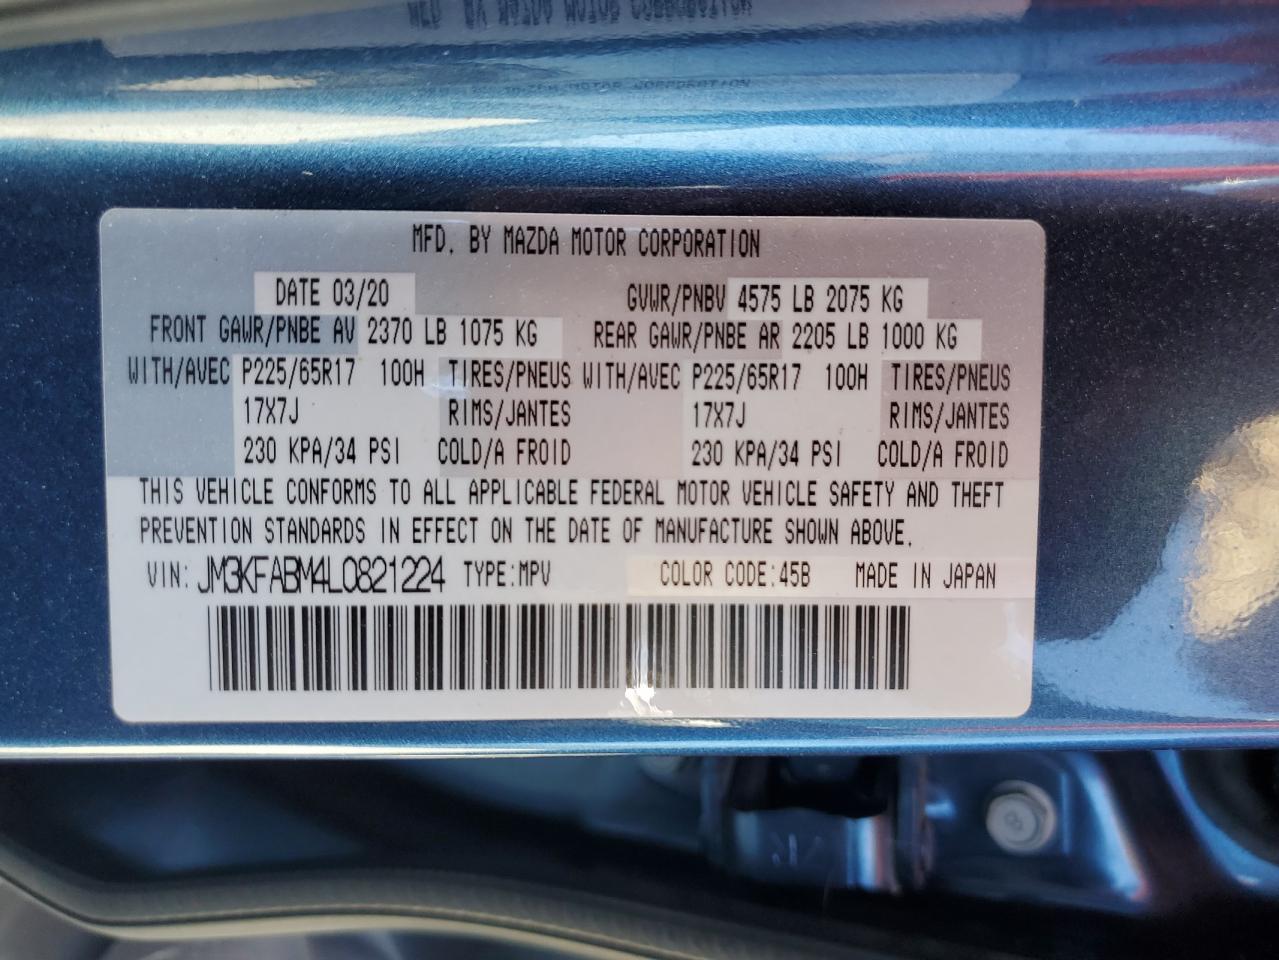 MFD. BY MAZDA MOTOR CORPORATION
DATE 03/20 GVWR/PNBV 4575 LB 2075 KG
FRONT GAWR/PNBE AV 2370 LB 1075 KG REAR GAWR/PNBE AR 2205 LB 1000 KG
WITH/AVEC P225/65R17 100H TIRES/PNEUS WITH/AVEC P225/65R17 100H TIRES/PNEUS
17X7J RIMS/JANTES 17X7J RIMS/JANTES
230 KPA/34 PSI COLD/A FROID 230 KPA/34 PSI COLD/A FROID
THIS VEHICLE CONFORMS TO ALL APPLICABLE FEDERAL MOTOR VEHICLE SAFETY AND THEFT
PREVENTION STANDARDS IN EFFECT ON THE DATE OF MANUFACTURE SHOWN ABOVE.
VIN: JM3KFABM4L0821224 TYPE:MPV COLOR CODE:45B MADE IN JAPAN